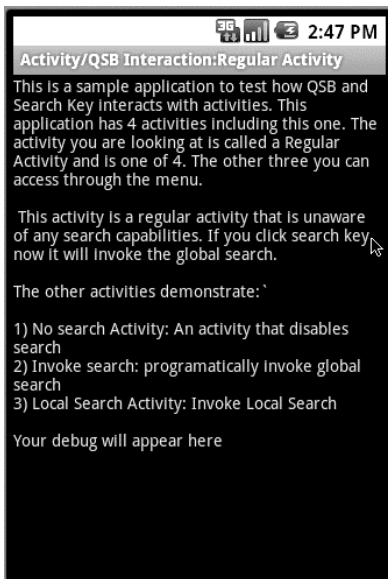 3G 2:47 PM
Activity/QSB Interaction:Regular Activity
This is a sample application to test how QSB and
Search Key interacts with activities. This
application has 4 activities including this one. The
activity you are looking at is called a Regular
Activity and is one of 4. The other three you can
access through the menu.
This activity is a regular activity that is unaware
of any search capabilities. If you click search key
now it will invoke the global search.
The other activities demonstrate:`
1) No search Activity: An activity that disables
search
2) Invoke search: programatically invoke global
search
3) Local Search Activity: Invoke Local Search
Your debug will appear here